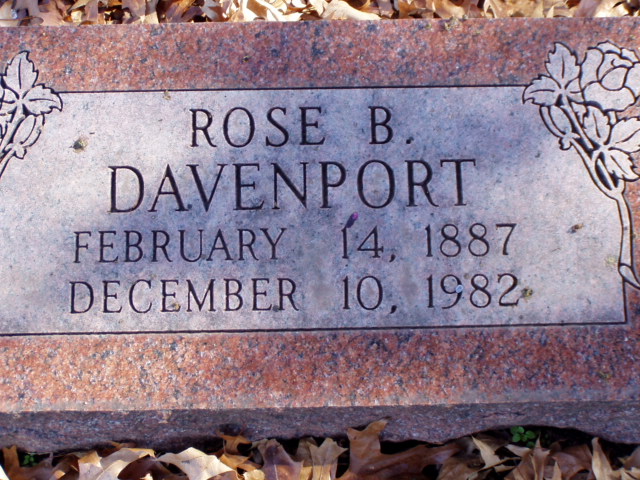 ROSE B.
DAVENPORT
FEBRUARY 14, 1887
DECEMBER 10, 1982